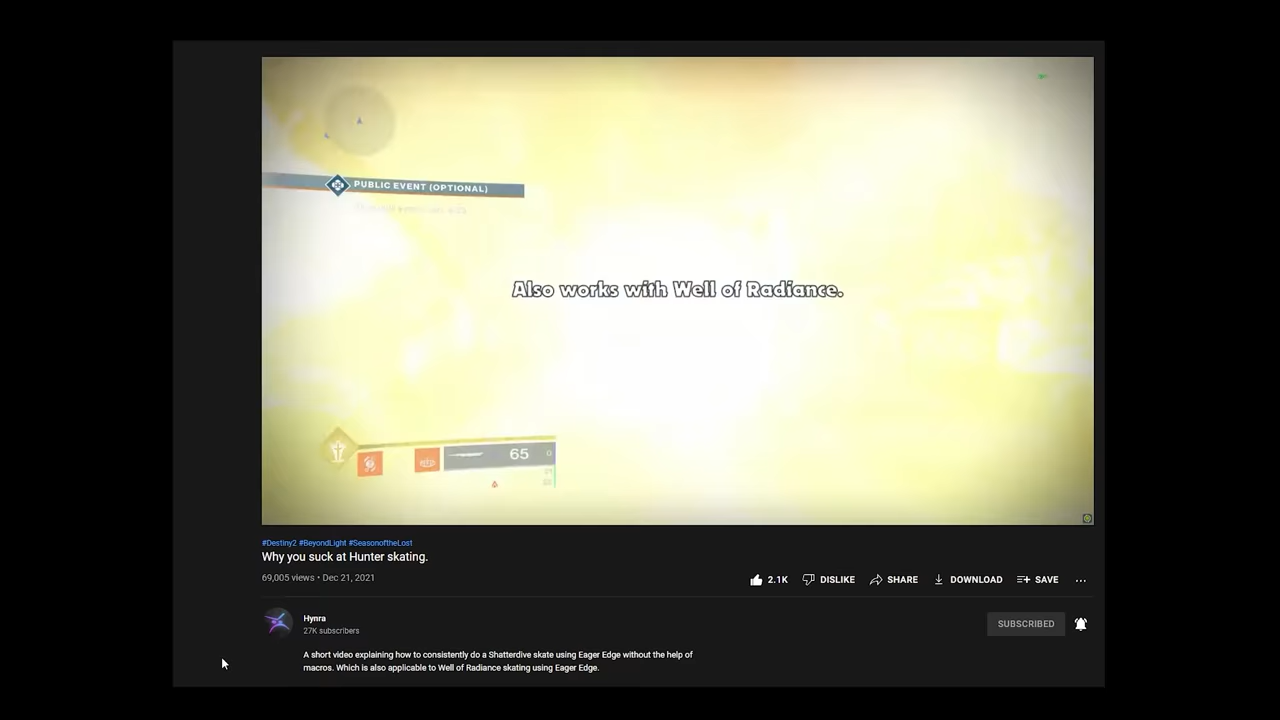 PUBLIC EVENT (OPTIONAL)
Also works with Well of Radiance.
65
0
#Destiny2 #BeyondLight #SeasonoftheLost
Why you suck at Hunter skating.
69,005 views • Dec 21, 2021
2.1K DISLIKE SHARE DOWNLOAD SAVE ...
Hynra
27K subscribers
SUBSCRIBED
A short video explaining how to consistently do a Shatterdive skate using Eager Edge without the help of
macros. Which is also applicable to Well of Radiance skating using Eager Edge.